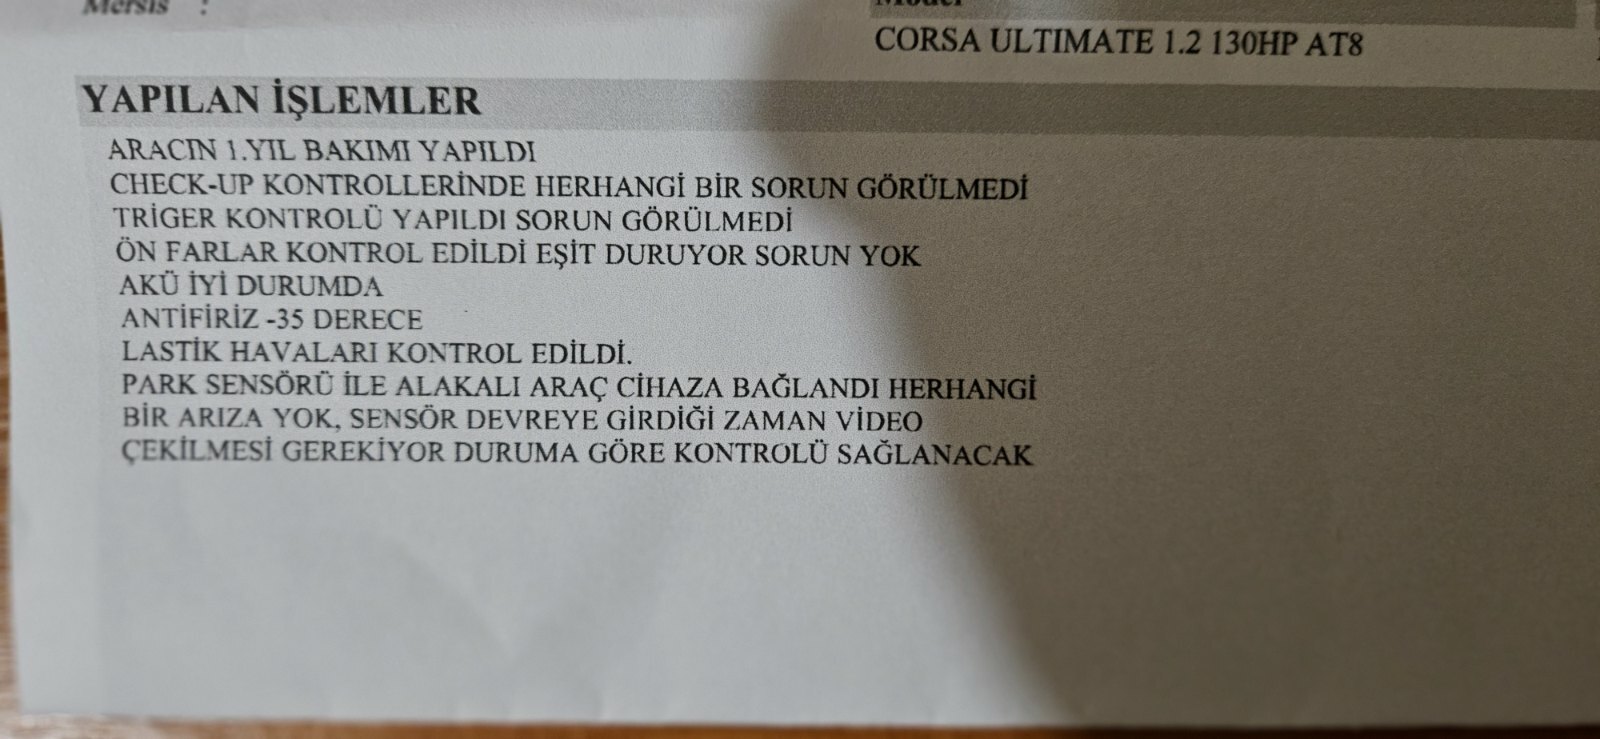 Mersis :
Model
CORSA ULTIMATE 1.2 130HP AT8
YAPILAN İŞLEMLER
ARACIN 1.YIL BAKIMI YAPILDI
CHECK-UP KONTROLLERİNDE HERHANGİ BİR SORUN GÖRÜLMEDİ
TRİGER KONTROLÜ YAPILDI SORUN GÖRÜLMEDİ
ÖN FARLAR KONTROL EDİLDİ EŞİT DURUYOR SORUN YOK
AKÜ İYİ DURUMDA
ANTİFİRİZ -35 DERECE
LASTİK HAVALARI KONTROL EDİLDİ.
PARK SENSÖRÜ İLE ALAKALI ARAÇ CİHAZA BAĞLANDI HERHANGİ
BİR ARIZA YOK, SENSÖR DEVREYE GİRDİĞİ ZAMAN VİDEO
ÇEKİLMESİ GEREKİYOR DURUMA GÖRE KONTROLÜ SAĞLANACAK